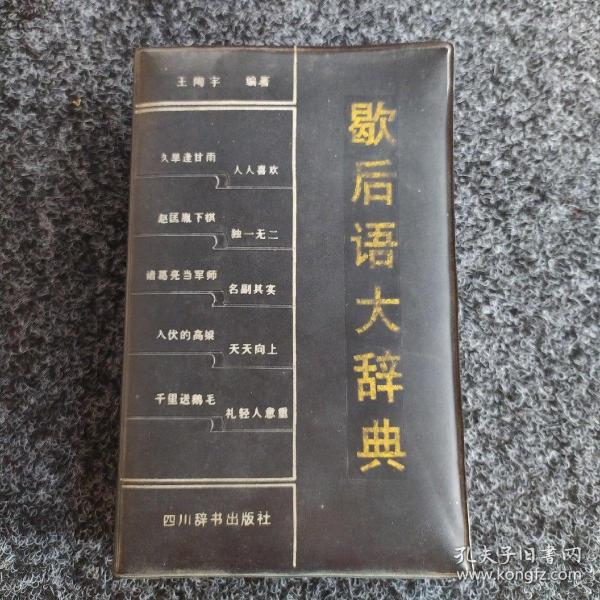 王陶宇 编著
歇后语大辞典
久旱逢甘雨
人人喜欢
赵匡胤下棋
独一无二
诸葛亮当军师
名副其实
入伏的高粱
天天向上
千里送鹅毛
礼轻人意重
四川辞书出版社
孔夫子旧书网
www.kongfz.com